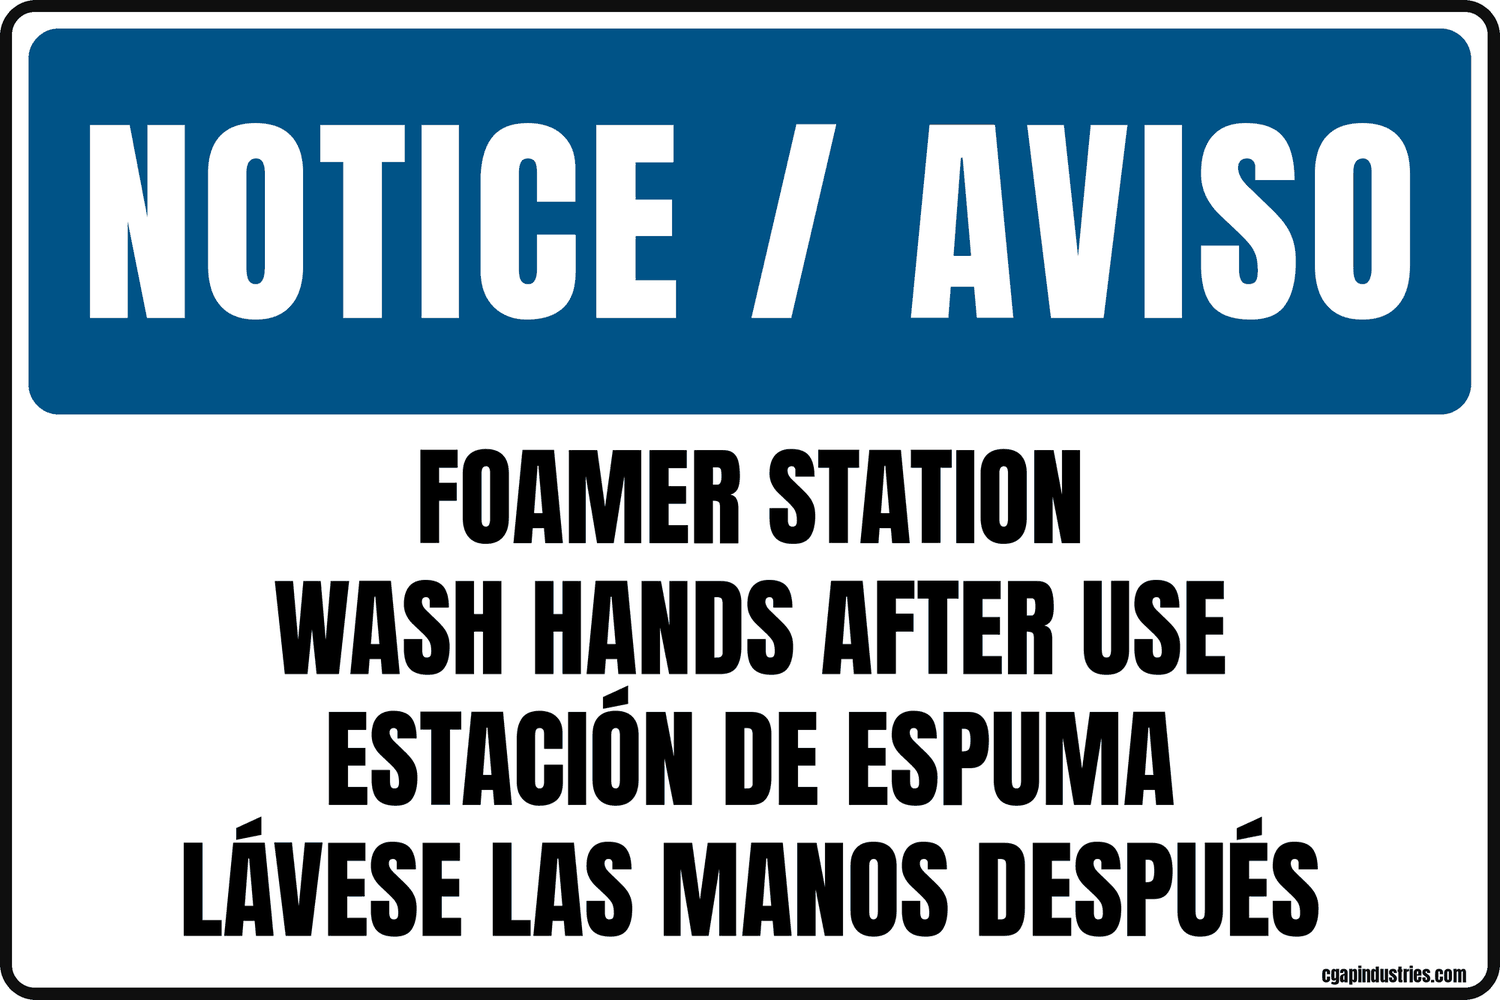 NOTICE / AVISO
FOAMER STATION
WASH HANDS AFTER USE
ESTACIÓN DE ESPUMA
LÁVESE LAS MANOS DESPUÉS
cgapindustries.com